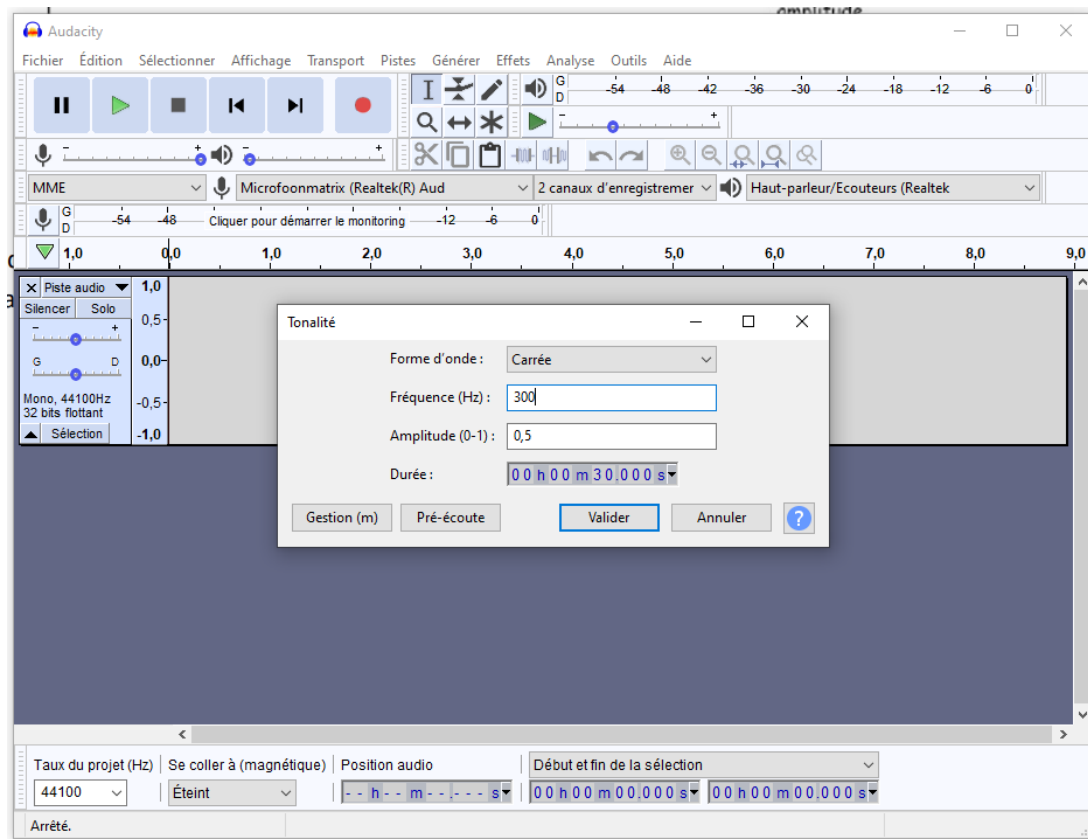 amplitude
Audacity
Fichier Édition Sélectionner Affichage Transport Pistes Générer Effets Analyse Outils Aide
G
D
-54 -48 -42 -36 -30 -24 -18 -12 -6 0
- +
- + - +
MME Microfoonmatrix (Realtek(R) Aud 2 canaux d'enregistremer Haut-parleur/Ecouteurs (Realtek
G
D
-54 -48 Cliquer pour démarrer le monitoring -12 -6 0
1,0 0,0 1,0 2,0 3,0 4,0 5,0 6,0 7,0 8,0 9,0
X Piste audio
Silencer Solo
- +
G D
Mono, 44100Hz
32 bits flottant
Sélection
1,0
0,5
0,0
-0,5
-1,0
Tonalité
Forme d'onde : Carrée
Fréquence (Hz) : 300
Amplitude (0-1) : 0,5
Durée : 00 h 00 m 30.000 s
Gestion (m) Pré-écoute Valider Annuler ?
Taux du projet (Hz) Se coller à (magnétique) Position audio Début et fin de la sélection
44100 Éteint - - h - - m - - . - - - s 00 h 00 m 00.000 s 00 h 00 m 00.000 s
Arrêté.